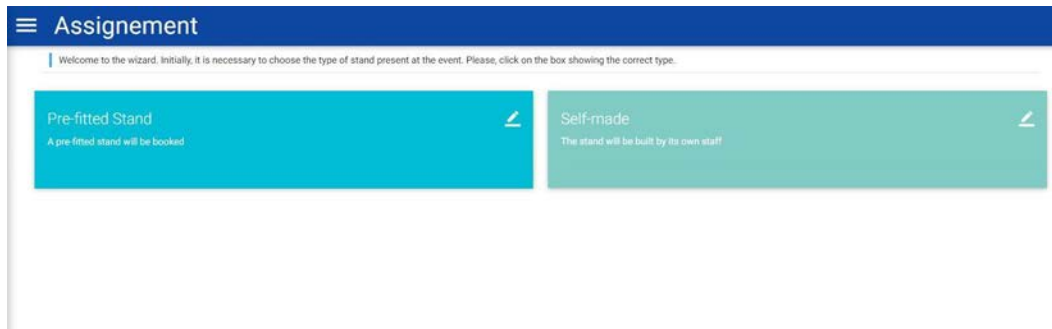 Assignement
Welcome to the wizard. Initially, it is necessary to choose the type of stand present at the event. Please, click on the box showing the correct type.
Pre-fitted Stand
A pre-fitted stand will be booked
Self-made
The stand will be built by its own staff